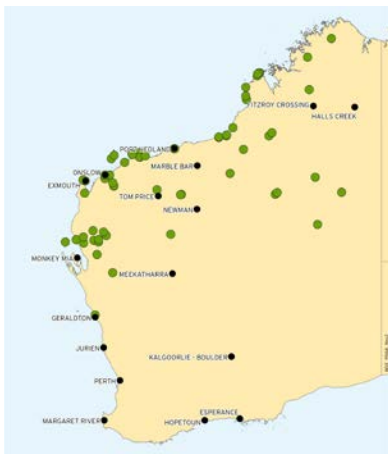 FITZROY CROSSING
HALLS CREEK
PORT HEDLAND
MARBLE BAR
ONSLOW
EXMOUTH
TOM PRICE
NEWMAN
MONKEY MIA
MEEKATHARRA
GERALDTON
JURIEN
KALGOORLIE - BOULDER
PERTH
MARGARET RIVER
HOPETOUN
ESPERANCE